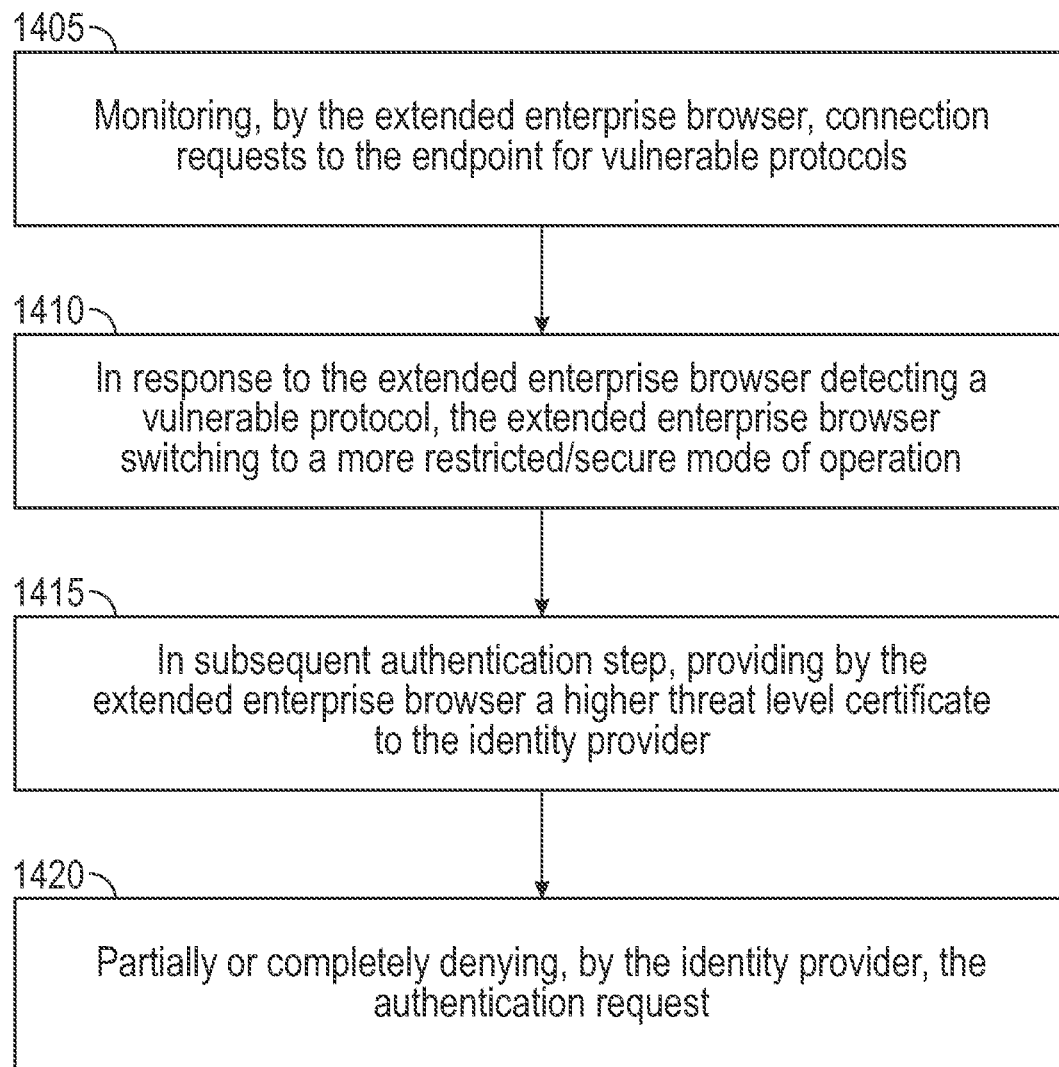 1405
Monitoring, by the extended enterprise browser, connection
requests to the endpoint for vulnerable protocols
1410
In response to the extended enterprise browser detecting a
vulnerable protocol, the extended enterprise browser
switching to a more restricted/secure mode of operation
1415
In subsequent authentication step, providing by the
extended enterprise browser a higher threat level certificate
to the identity provider
1420
Partially or completely denying, by the identity provider, the
authentication request